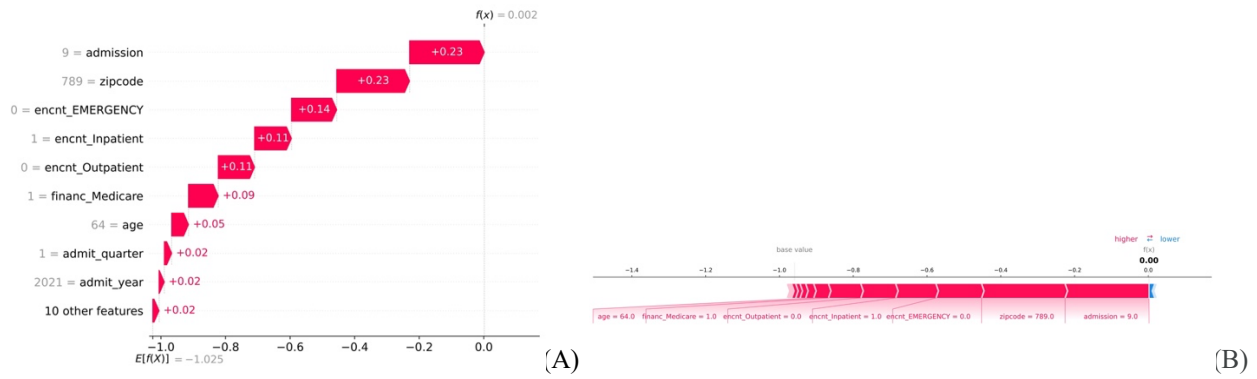 f(x) = 0.002
9 = admission +0.23
789 = zipcode +0.23
0 = encnt_EMERGENCY +0.14
1 = encnt_Inpatient +0.11
0 = encnt_Outpatient +0.11
1 = financ_Medicare +0.09
64 = age +0.05
1 = admit_quarter +0.02
2021 = admit_year +0.02
10 other features +0.02
−1.0 −0.8 −0.6 −0.4 −0.2 0.0
E[f(X)] = −1.025
(A)
higher ⇄ lower
base value f(x)
0.00
−1.4 −1.2 −1.0 −0.8 −0.6 −0.4 −0.2 0.0
age = 64.0 financ_Medicare = 1.0 encnt_Outpatient = 0.0 encnt_Inpatient = 1.0 encnt_EMERGENCY = 0.0 zipcode = 789.0 admission = 9.0
(B)